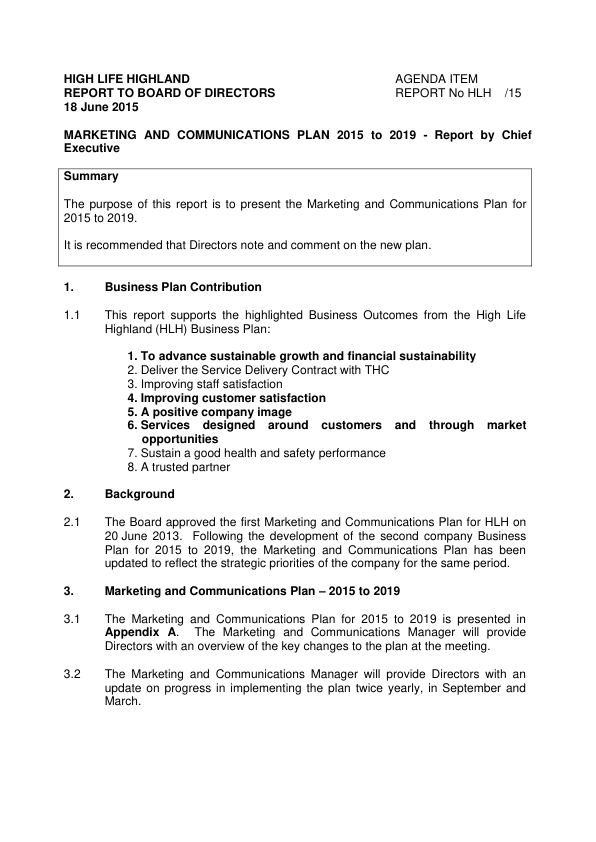 HIGH LIFE HIGHLAND AGENDA ITEM
REPORT TO BOARD OF DIRECTORS REPORT No HLH /15
18 June 2015
MARKETING AND COMMUNICATIONS PLAN 2015 to 2019 - Report by Chief
Executive
Summary
The purpose of this report is to present the Marketing and Communications Plan for
2015 to 2019.
It is recommended that Directors note and comment on the new plan.
1. Business Plan Contribution
1.1 This report supports the highlighted Business Outcomes from the High Life
Highland (HLH) Business Plan:
1. To advance sustainable growth and financial sustainability
2. Deliver the Service Delivery Contract with THC
3. Improving staff satisfaction
4. Improving customer satisfaction
5. A positive company image
6. Services designed around customers and through market
opportunities
7. Sustain a good health and safety performance
8. A trusted partner
2. Background
2.1 The Board approved the first Marketing and Communications Plan for HLH on
20 June 2013. Following the development of the second company Business
Plan for 2015 to 2019, the Marketing and Communications Plan has been
updated to reflect the strategic priorities of the company for the same period.
3. Marketing and Communications Plan – 2015 to 2019
3.1 The Marketing and Communications Plan for 2015 to 2019 is presented in
Appendix A. The Marketing and Communications Manager will provide
Directors with an overview of the key changes to the plan at the meeting.
3.2 The Marketing and Communications Manager will provide Directors with an
update on progress in implementing the plan twice yearly, in September and
March.